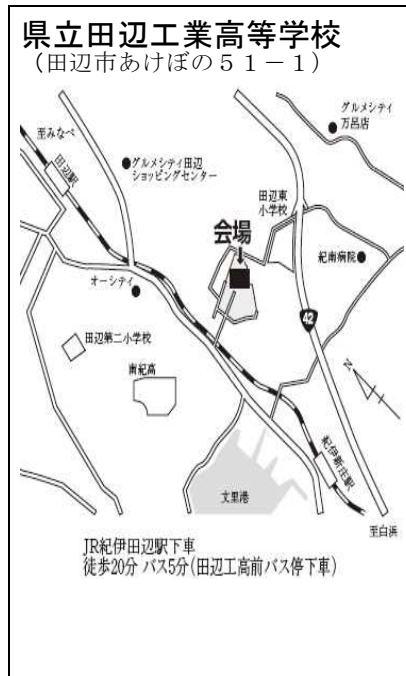 県立田辺工業高等学校
（田辺市あけぼの５１－１）
グルメシティ
万呂店
至みなべ
田辺駅
グルメシティ田辺
ショッピングセンター
田辺東
小学校
会場
紀南病院
オーシティ
42
田辺第二小学校
南紀高
N
紀伊新庄駅
文里港
至白浜
JR紀伊田辺駅下車
徒歩20分 バス5分(田辺工高前バス停下車)